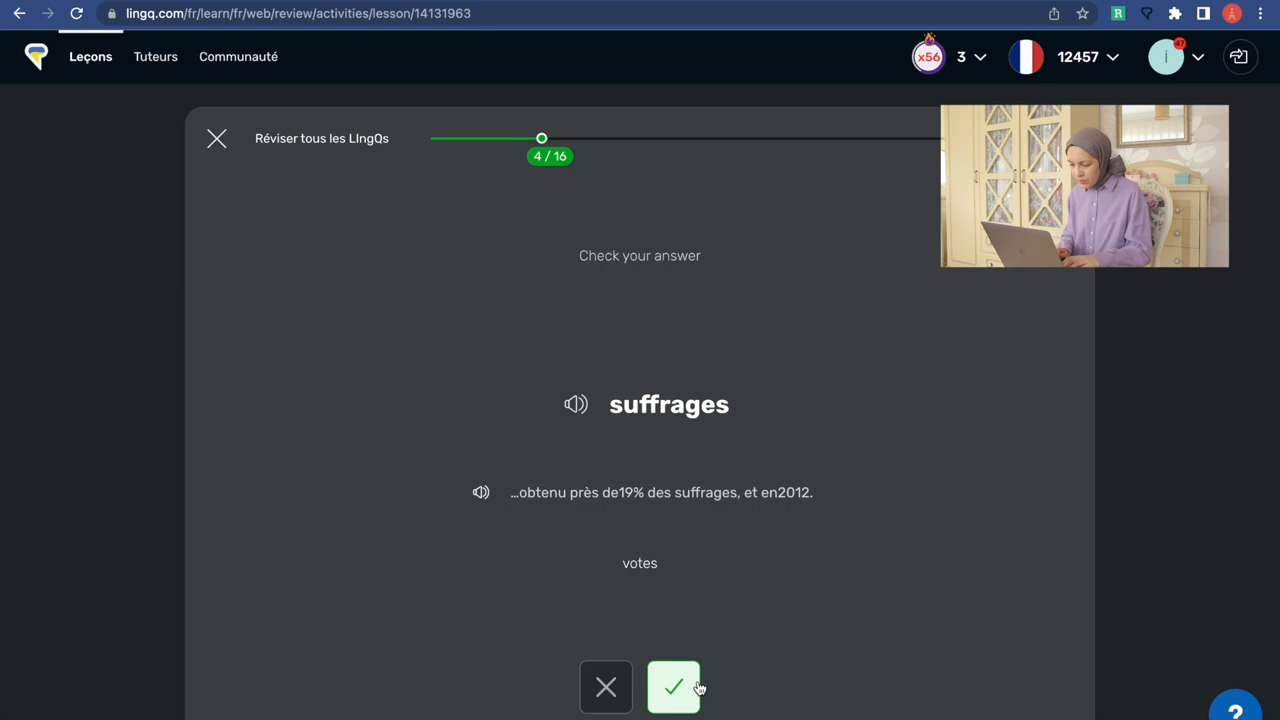 lingq.com/fr/learn/fr/web/review/activities/lesson/14131963
R
A
Leçons
Tuteurs
Communauté
x56
3
12457
i
47
Réviser tous les LIngQs
4 / 16
Check your answer
suffrages
...obtenu près de19% des suffrages, et en2012.
votes
?